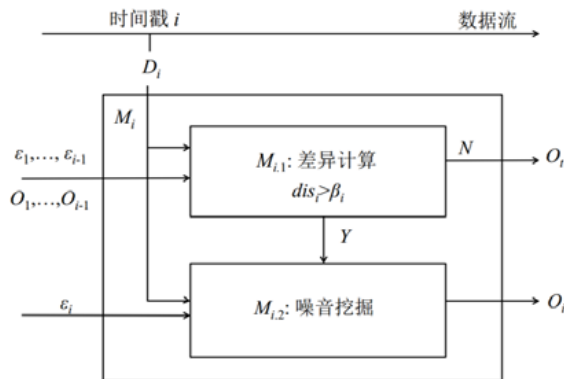 时间戳 i
数据流
D_i
M_i
ε_1,…, ε_{i-1}
O_1,…,O_{i-1}
M_{i.1}: 差异计算
dis_i>β_i
N
O_t
Y
ε_i
M_{i.2}: 噪音挖掘
O_i